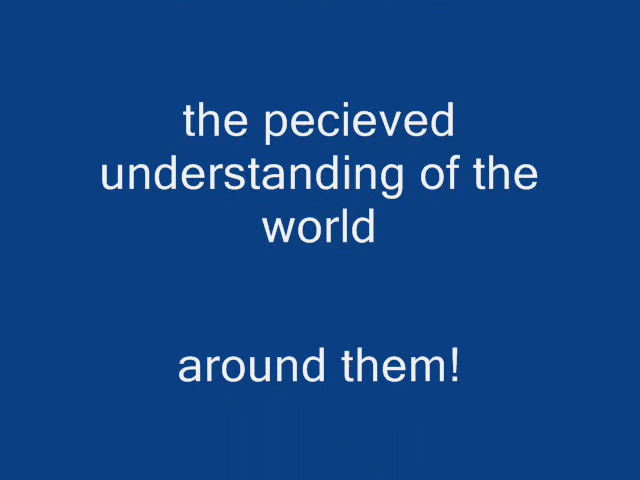 the pecieved
understanding of the
world
around them!